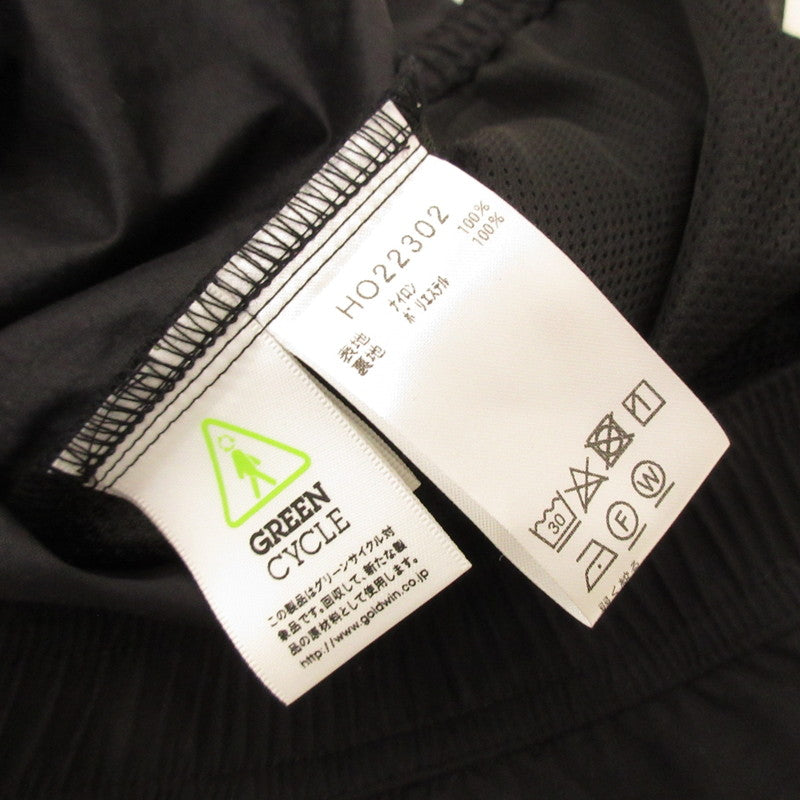 HO22302
表地 ナイロン 100%
裏地 ポリエステル 100%
30
F
W
GREEN
CYCLE
この製品はグリーンサイクル対
象品です。回収して、新たな製
品の原材料として使用します。
http://www.goldwin.co.jp